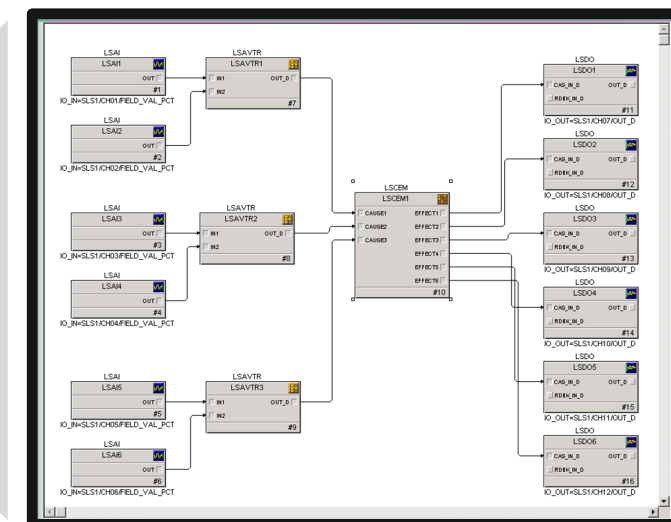 LSAI
LSAI1
OUT
#1
IO_IN=SLS1/CH01/FIELD_VAL_PCT
LSAI
LSAI2
OUT
#2
IO_IN=SLS1/CH02/FIELD_VAL_PCT
LSAVTR
LSAVTR1
IN1 OUT_D
IN2
#7
LSAI
LSAI3
OUT
#3
IO_IN=SLS1/CH03/FIELD_VAL_PCT
LSAI
LSAI4
OUT
#4
IO_IN=SLS1/CH04/FIELD_VAL_PCT
LSAVTR
LSAVTR2
IN1 OUT_D
IN2
#8
LSAI
LSAI5
OUT
#5
IO_IN=SLS1/CH05/FIELD_VAL_PCT
LSAI
LSAI6
OUT
#6
IO_IN=SLS1/CH06/FIELD_VAL_PCT
LSAVTR
LSAVTR3
IN1 OUT_D
IN2
#9
LSCEM
LSCEM1
CAUSE1 EFFECT1
CAUSE2 EFFECT2
CAUSE3 EFFECT3
EFFECT4
EFFECT5
EFFECT6
#10
LSDO
LSDO1
CAS_IN_D OUT_D
RDBK_IN_D
#11
IO_OUT=SLS1/CH07/OUT_D
LSDO
LSDO2
CAS_IN_D OUT_D
RDBK_IN_D
#12
IO_OUT=SLS1/CH08/OUT_D
LSDO
LSDO3
CAS_IN_D OUT_D
RDBK_IN_D
#13
IO_OUT=SLS1/CH09/OUT_D
LSDO
LSDO4
CAS_IN_D OUT_D
RDBK_IN_D
#14
IO_OUT=SLS1/CH10/OUT_D
LSDO
LSDO5
CAS_IN_D OUT_D
RDBK_IN_D
#15
IO_OUT=SLS1/CH11/OUT_D
LSDO
LSDO6
CAS_IN_D OUT_D
RDBK_IN_D
#16
IO_OUT=SLS1/CH12/OUT_D